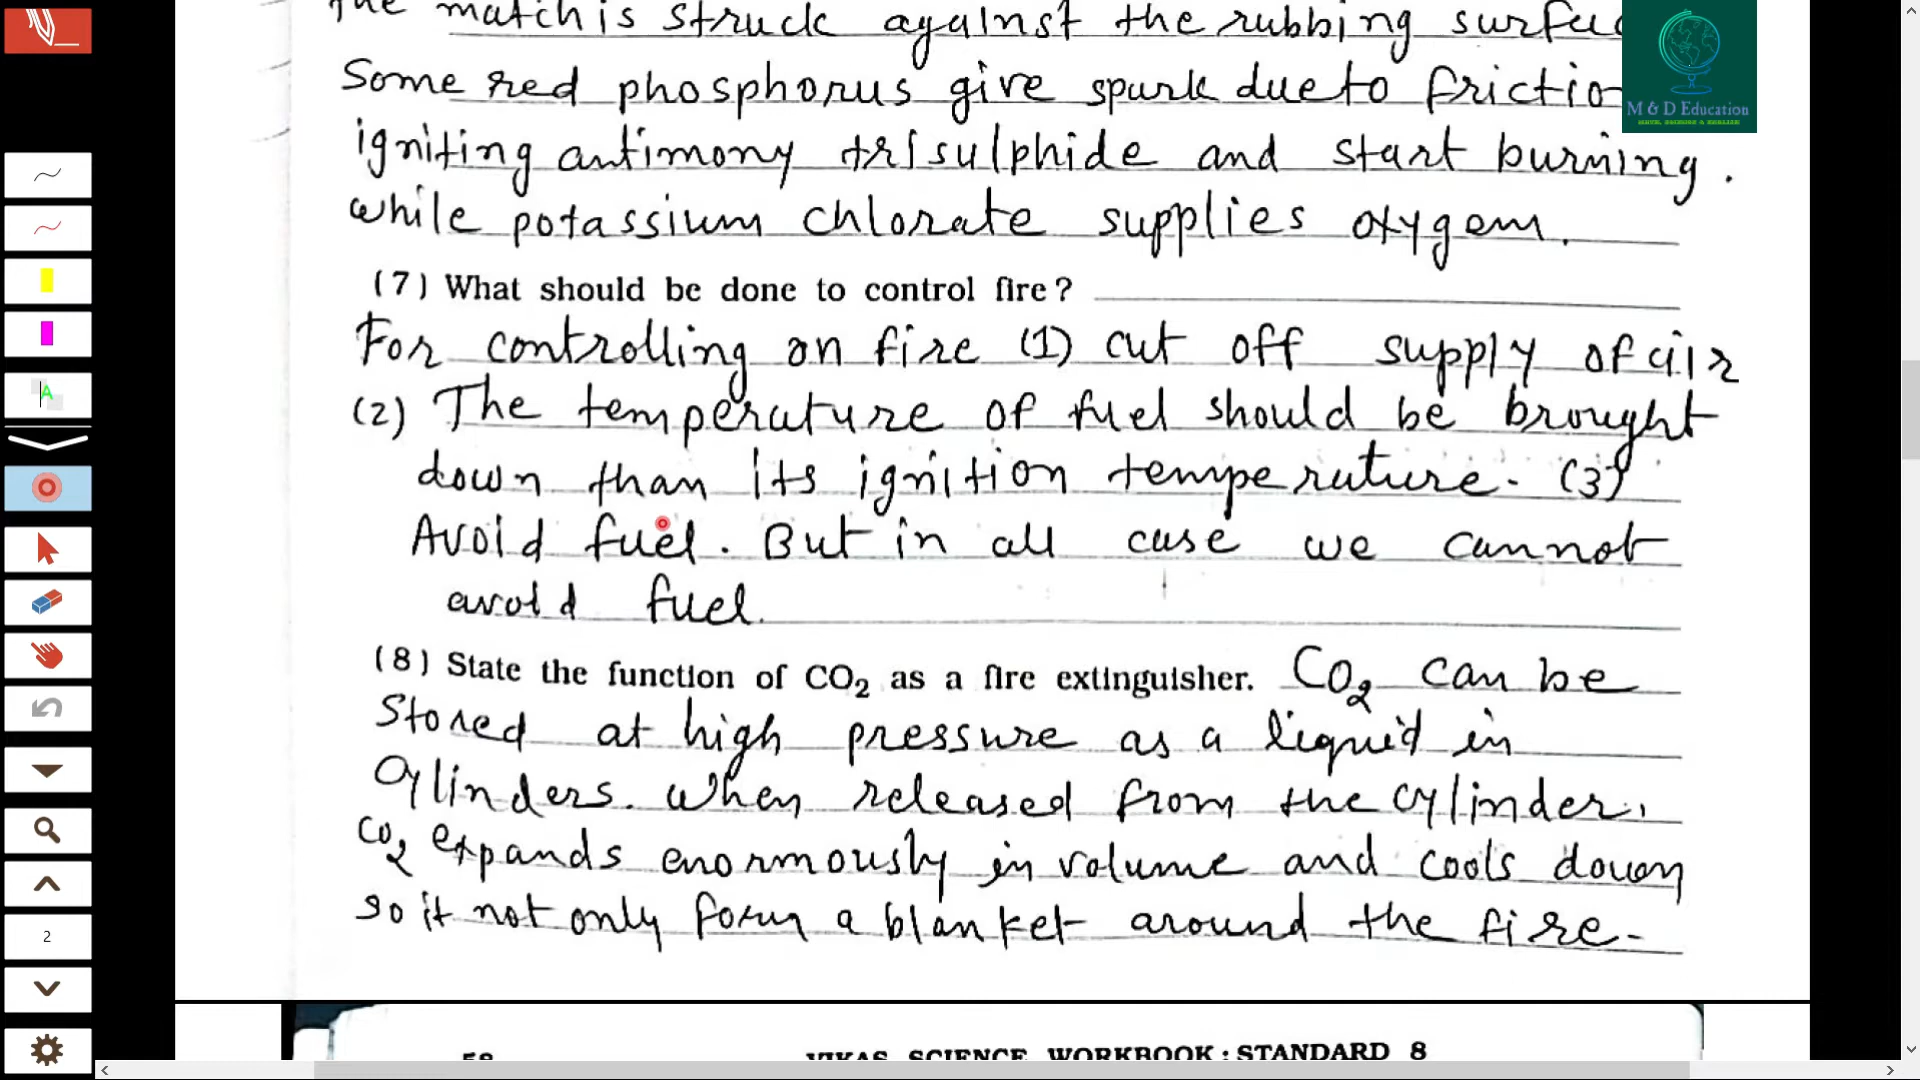 The match is struck against the rubbing
Some red phosphorus give spark due to frictio
igniting antimony trisulphide and start burning.
while potassium chlorate supplies oxygem.
M & D Education
(7) What should be done to control fire?
For controlling on fire (1) cut off supply of air
(2) The temperature of fuel should be brought
down than its ignition temperature. (3)
Avoid fuel. But in all case we cannot
avoid fuel.
(8) State the function of CO₂ as a fire extinguisher. CO₂ can be
Stored at high pressure as a liquid in
Cylinders. When released from the cylinder,
CO₂ expands enormously in volume and cools down
so it not only form a blanket around the fire-
58 VIKAS SCIENCE WORKBOOK : STANDARD 8
A
2